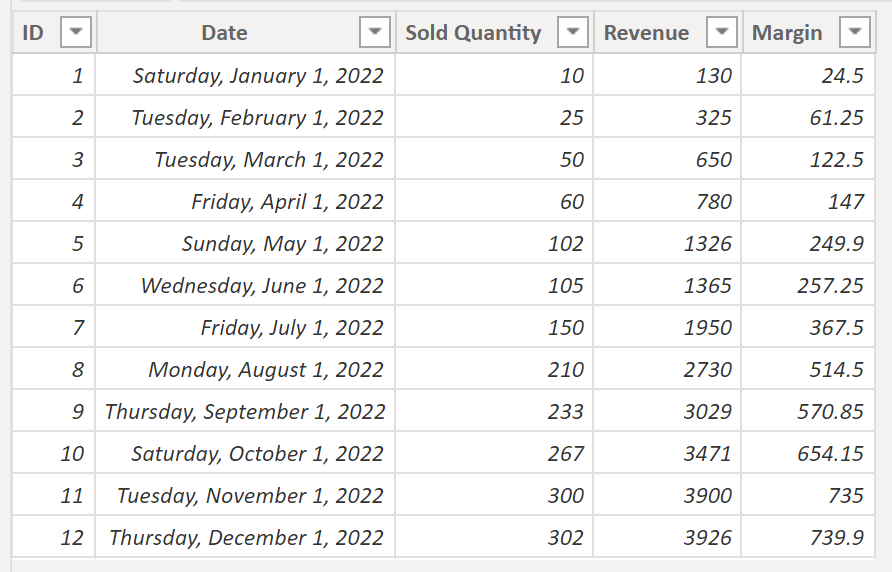 ID Date Sold Quantity Revenue Margin
1 Saturday, January 1, 2022 10 130 24.5
2 Tuesday, February 1, 2022 25 325 61.25
3 Tuesday, March 1, 2022 50 650 122.5
4 Friday, April 1, 2022 60 780 147
5 Sunday, May 1, 2022 102 1326 249.9
6 Wednesday, June 1, 2022 105 1365 257.25
7 Friday, July 1, 2022 150 1950 367.5
8 Monday, August 1, 2022 210 2730 514.5
9 Thursday, September 1, 2022 233 3029 570.85
10 Saturday, October 1, 2022 267 3471 654.15
11 Tuesday, November 1, 2022 300 3900 735
12 Thursday, December 1, 2022 302 3926 739.9